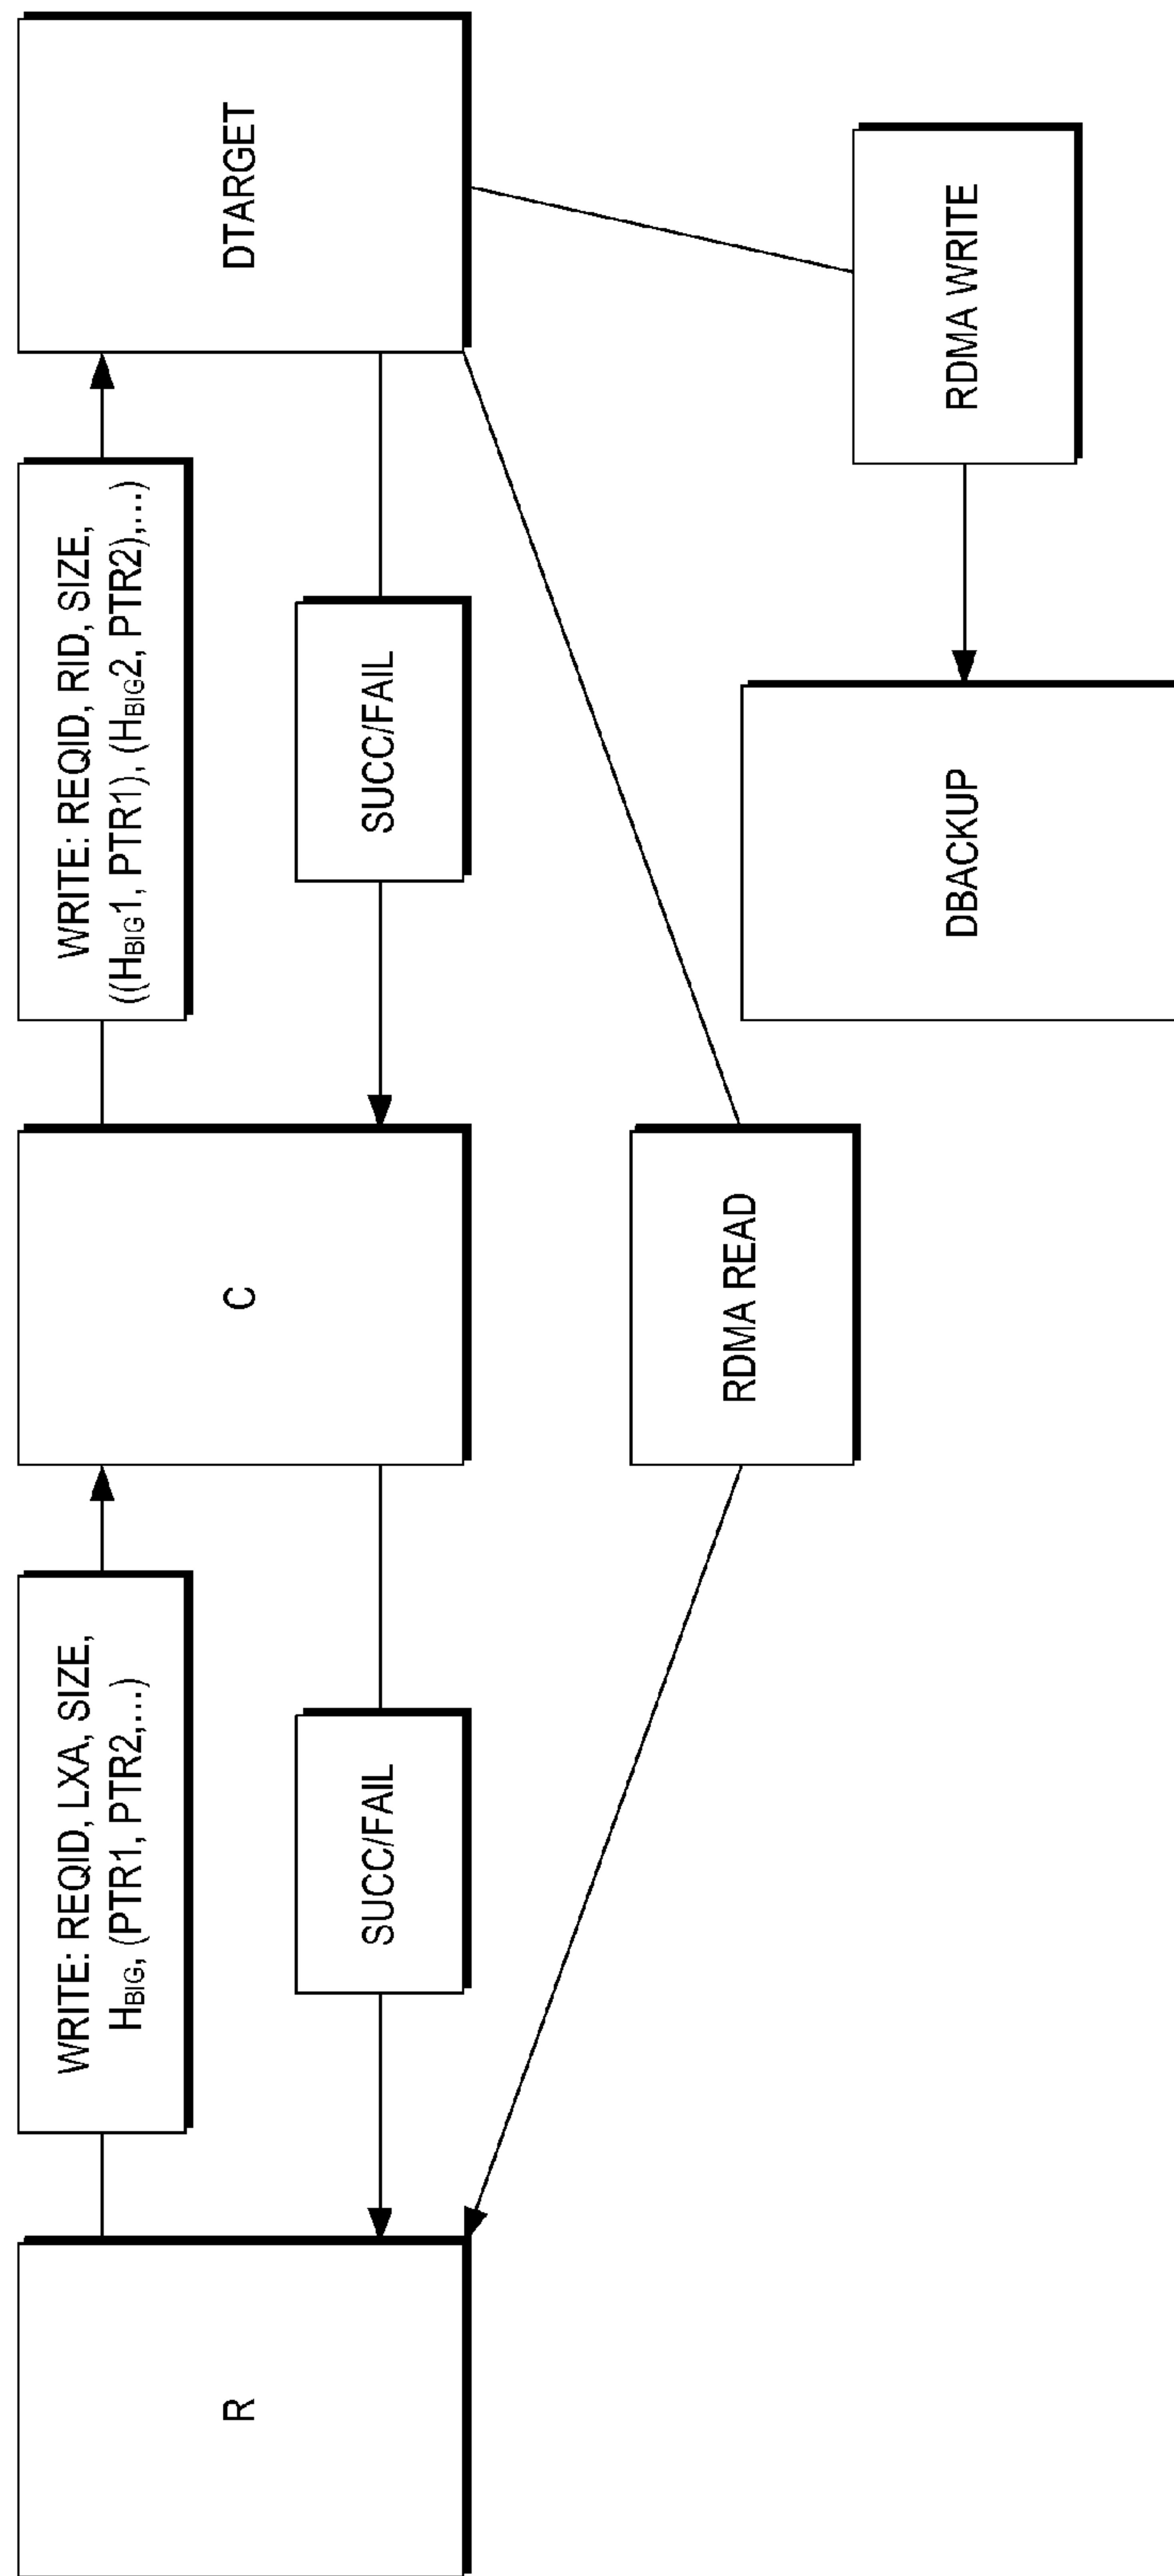 R
WRITE: REQID, LXA, SIZE,
HBIG, (PTR1, PTR2,...)
SUCC/FAIL
C
WRITE: REQID, RID, SIZE,
((HBIG1, PTR1), (HBIG2, PTR2),...)
SUCC/FAIL
DTARGET
RDMA READ
DBACKUP
RDMA WRITE